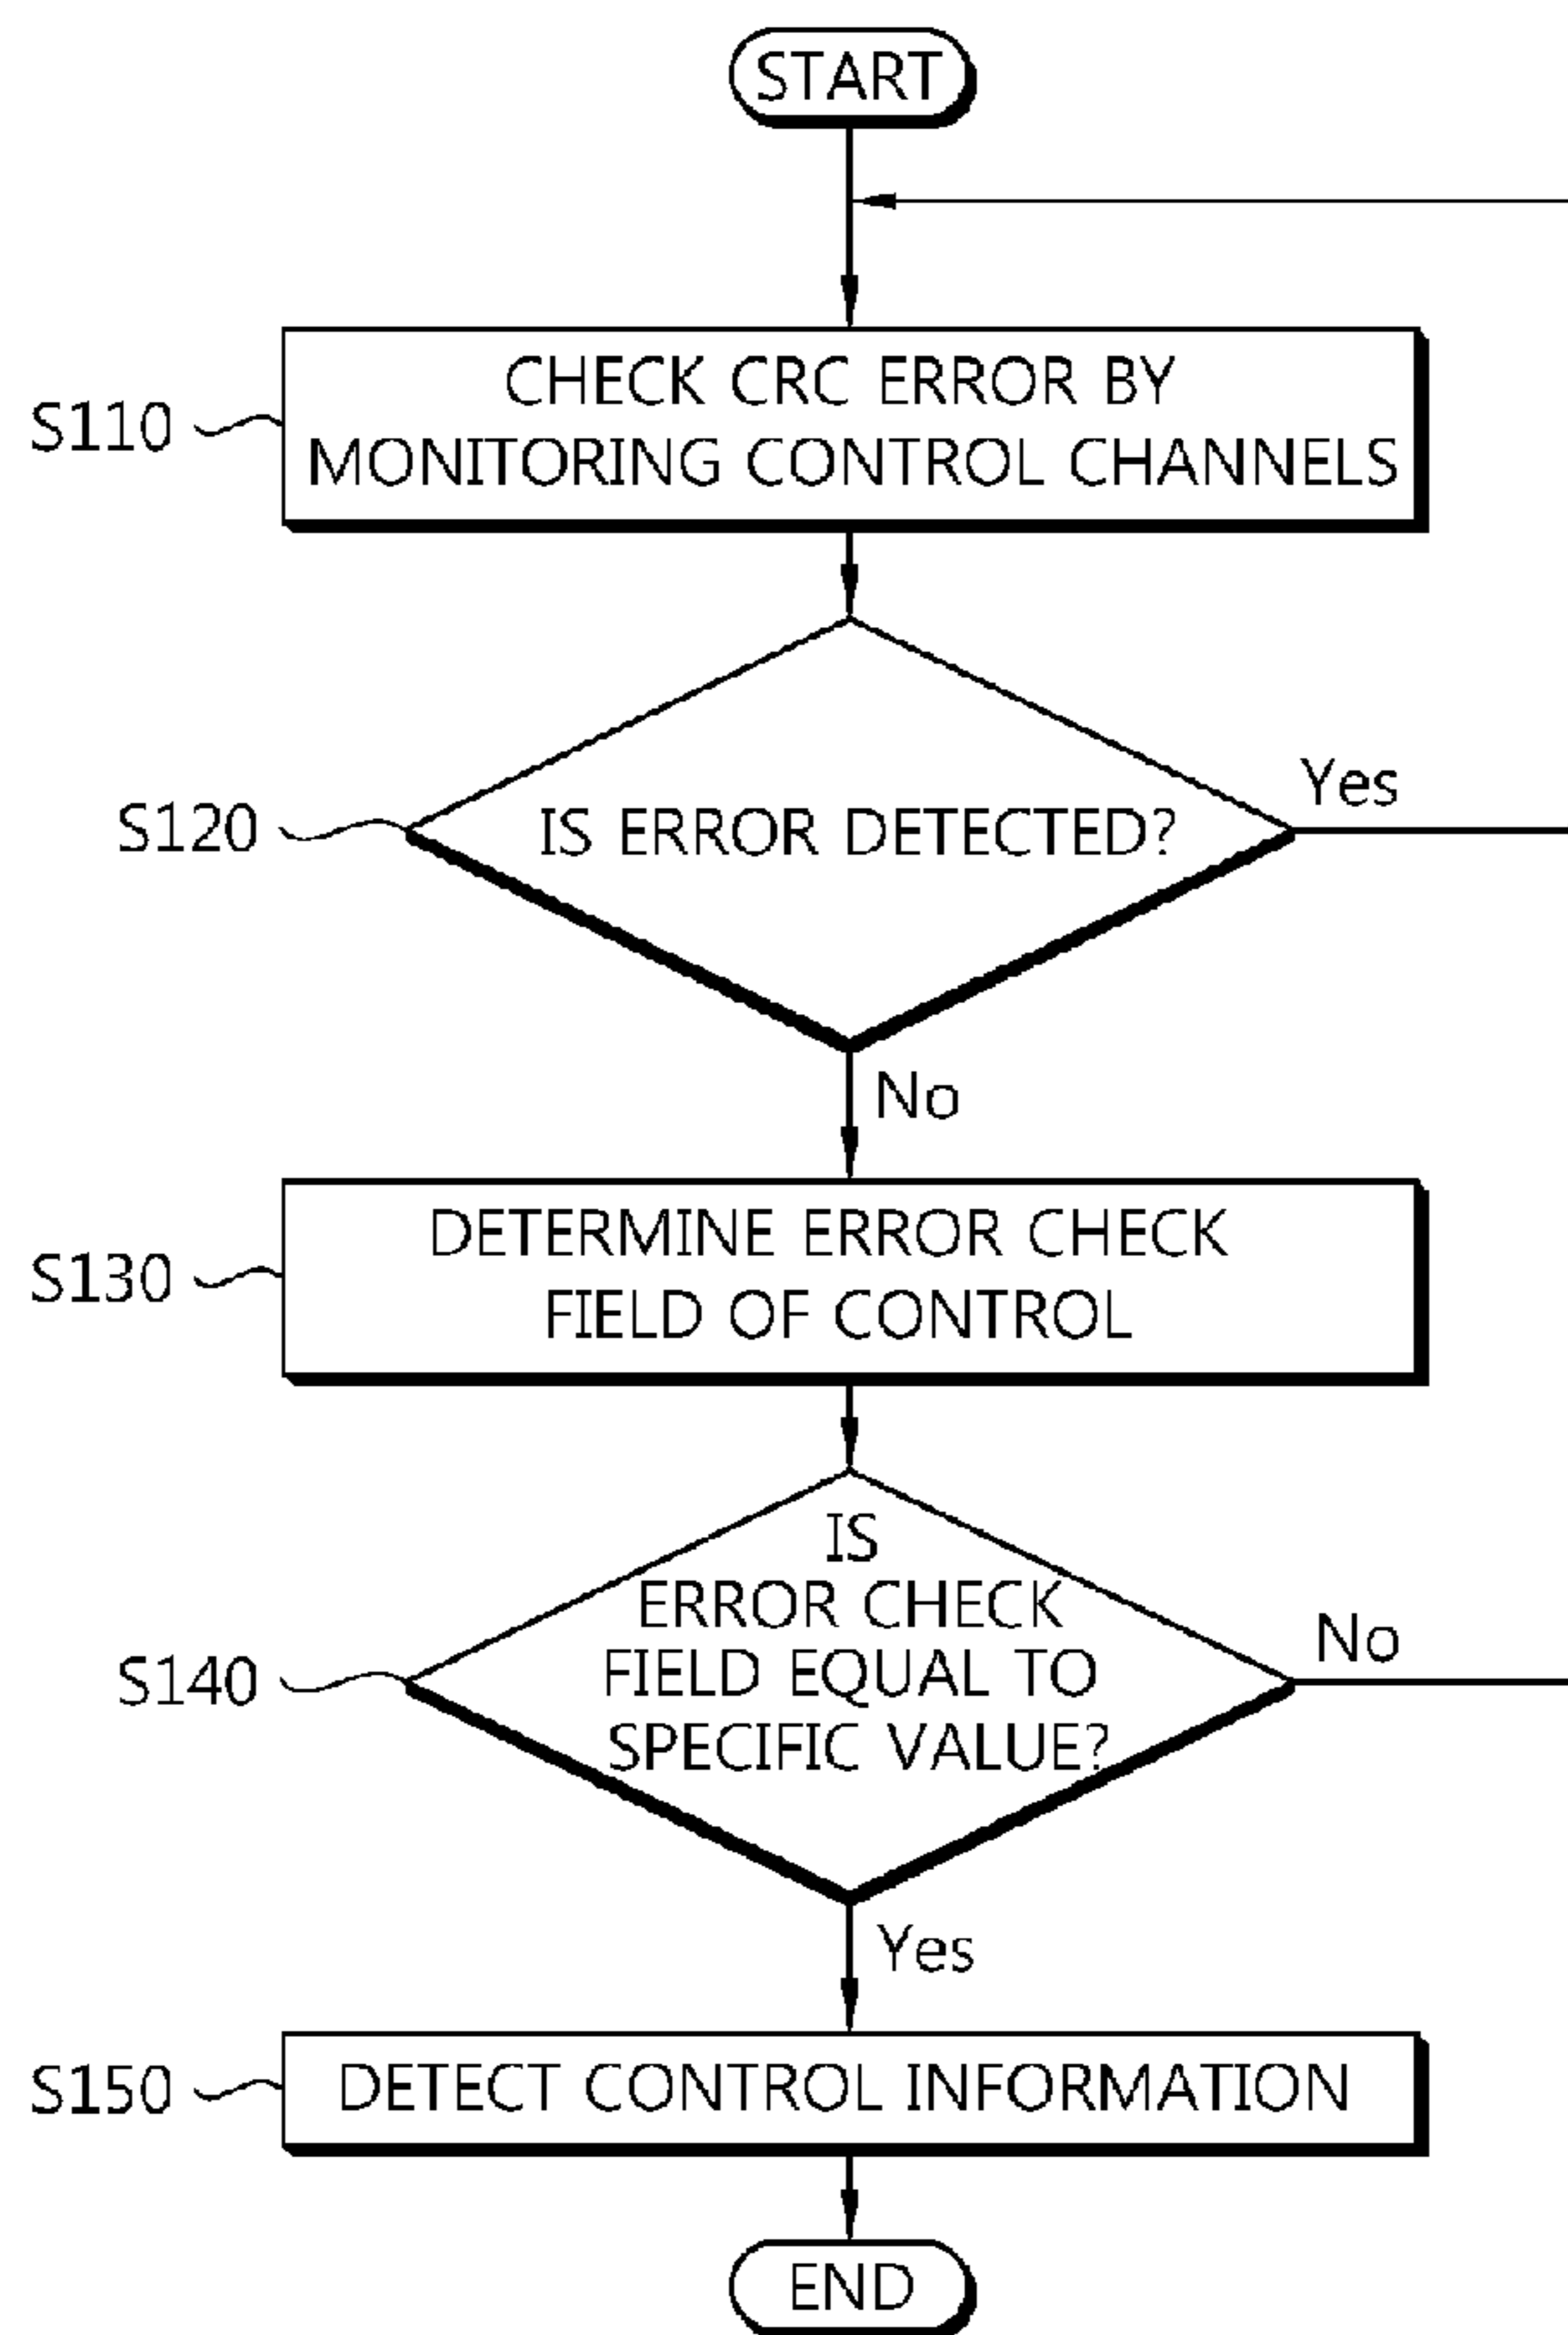 START
CHECK CRC ERROR BY
MONITORING CONTROL CHANNELS
S110
IS ERROR DETECTED?
S120
Yes
No
DETERMINE ERROR CHECK
FIELD OF CONTROL
S130
IS
ERROR CHECK
FIELD EQUAL TO
SPECIFIC VALUE?
S140
No
Yes
S150
DETECT CONTROL INFORMATION
END